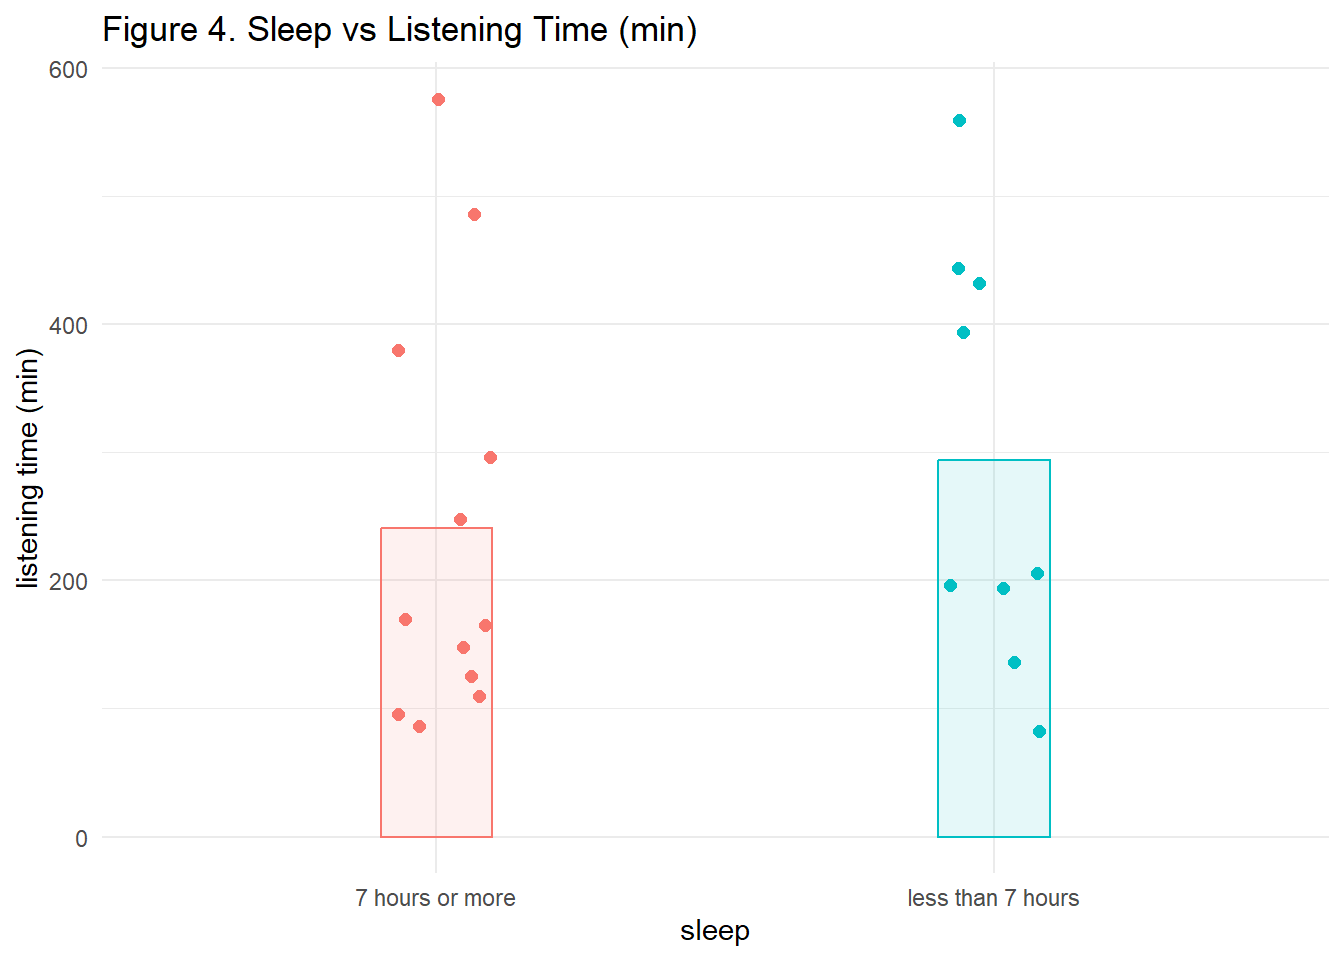 Figure 4. Sleep vs Listening Time (min)
600
400
200
0
listening time (min)
7 hours or more
less than 7 hours
sleep